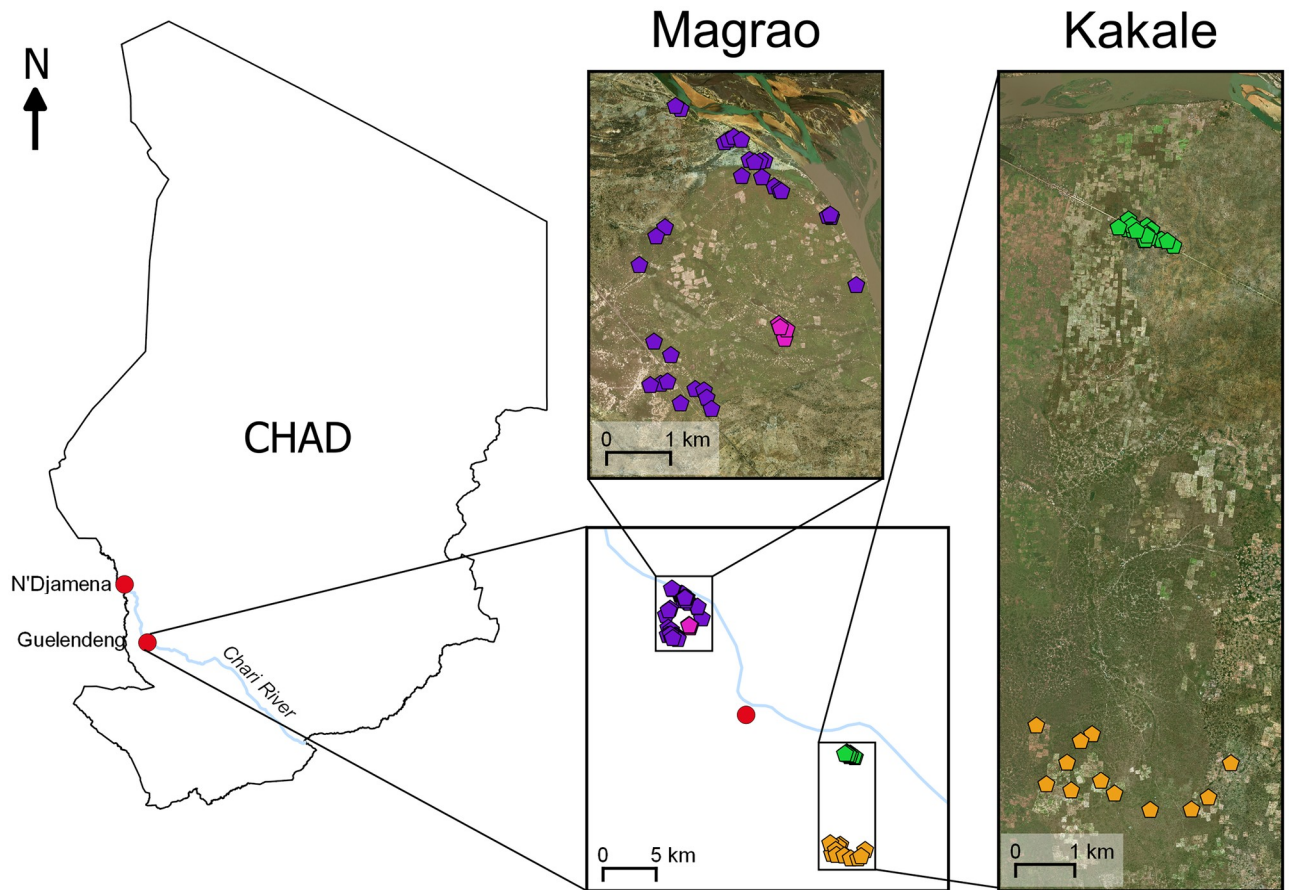 Magrao
Kakale
N
CHAD
0 1 km
N'Djamena
Guelendeng
Chari River
0 5 km
0 1 km